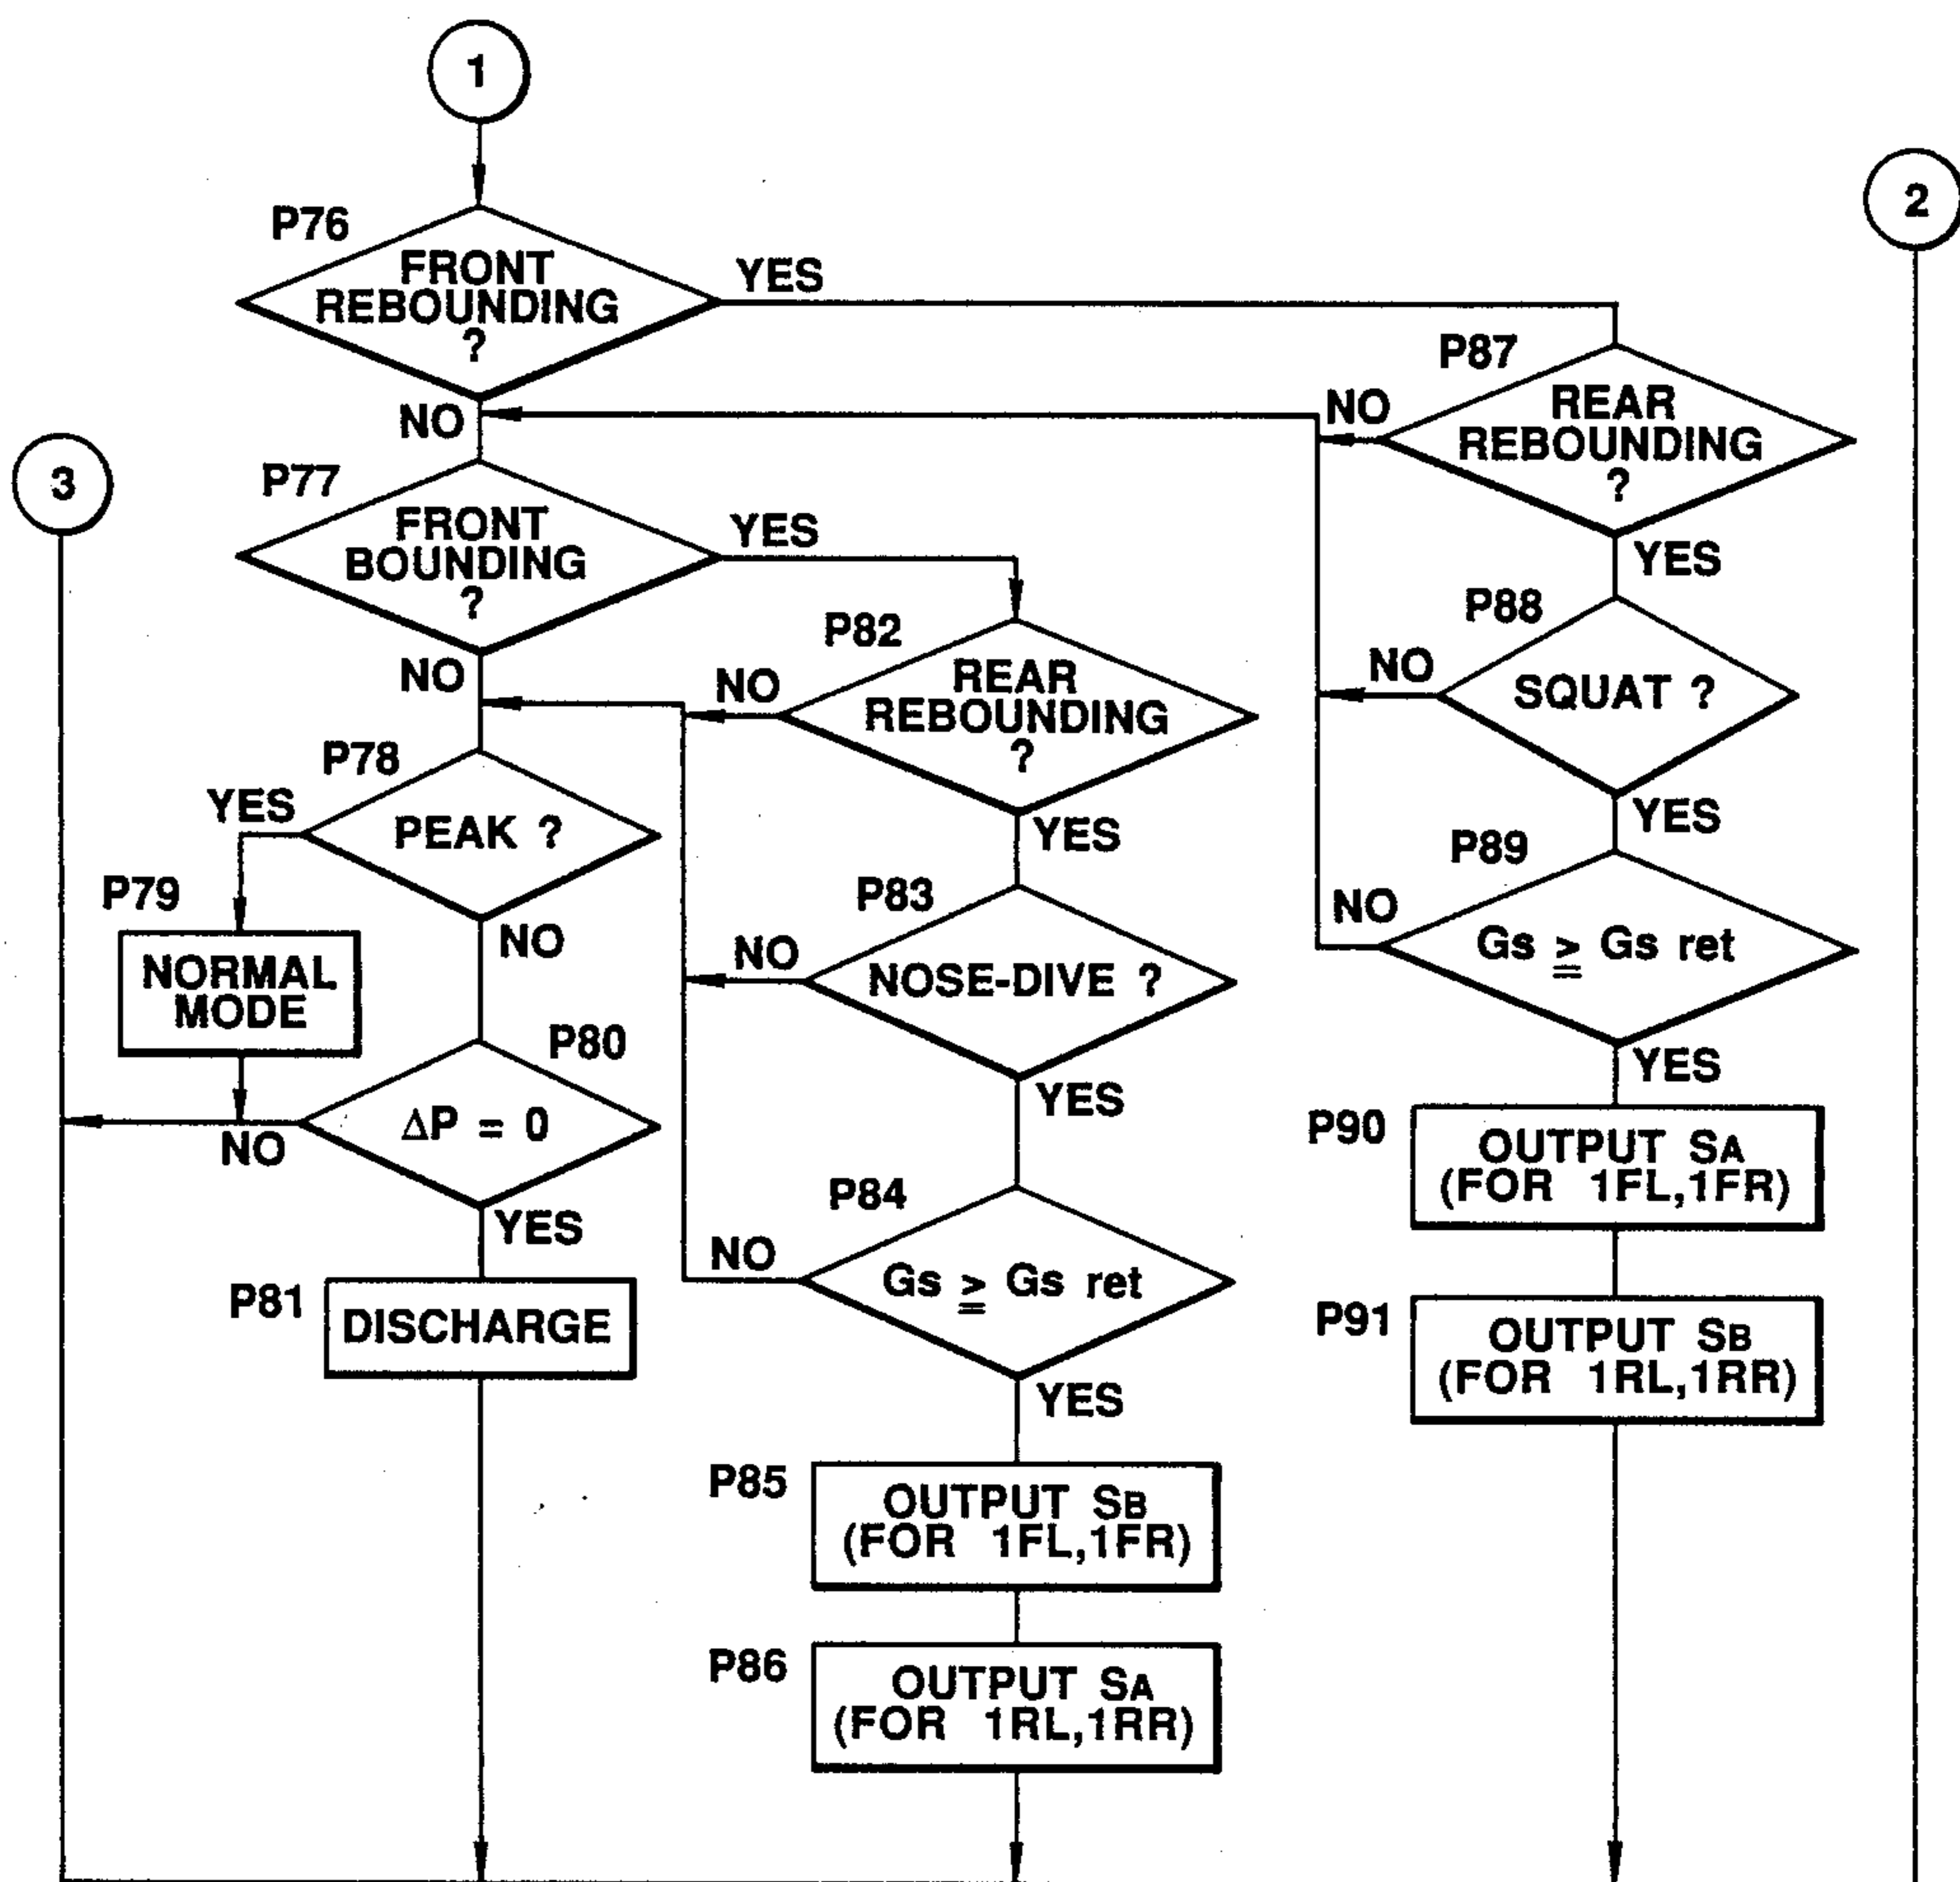 1
2
P76
FRONT
REBOUNDING
?
YES
NO
P87
REAR
REBOUNDING
?
NO
YES
3
P77
FRONT
BOUNDING
?
YES
NO
P88
SQUAT ?
NO
YES
P82
REAR
REBOUNDING
?
NO
YES
P78
PEAK ?
YES
NO
P89
Gs ≧ Gs ret
NO
YES
P79
NORMAL
MODE
P83
NOSE-DIVE ?
NO
YES
P80
ΔP = 0
NO
YES
P90
OUTPUT SA
(FOR 1FL,1FR)
P84
Gs ≧ Gs ret
NO
YES
P81
DISCHARGE
P91
OUTPUT SB
(FOR 1RL,1RR)
P85
OUTPUT SB
(FOR 1FL,1FR)
P86
OUTPUT SA
(FOR 1RL,1RR)